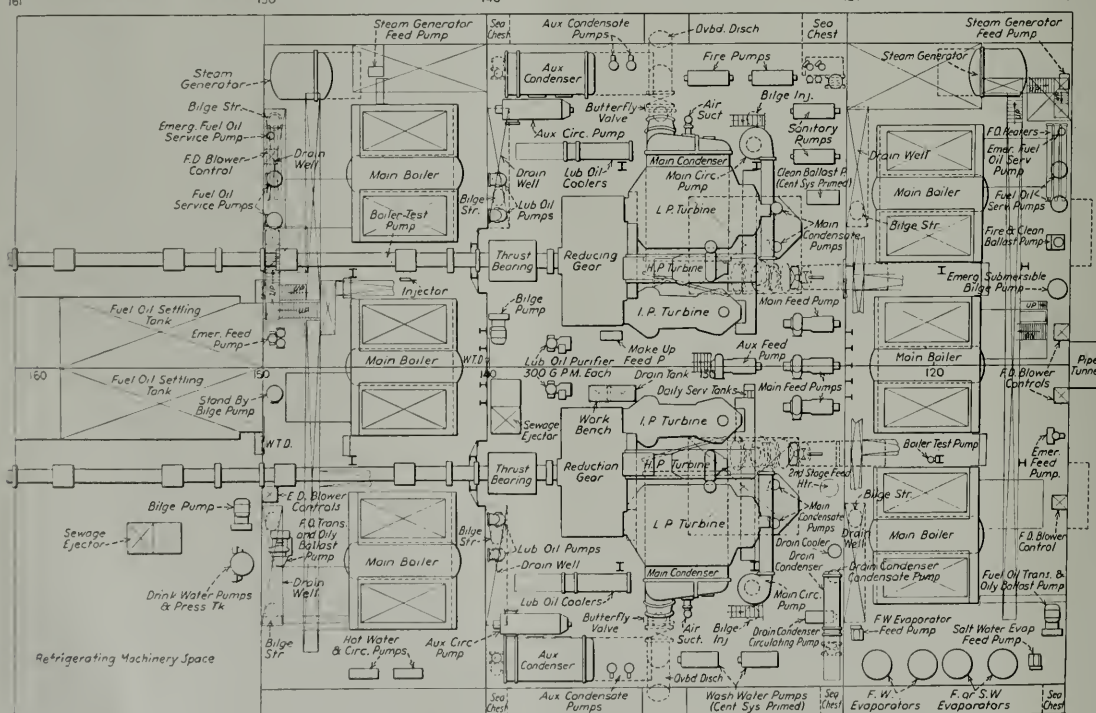 161
150
140
Steam Generator
Feed Pump
Sea
Chest
Aux Condensate
Pumps
Ovbd. Disch
Sea
Chest
Steam Generator
Feed Pump
Steam
Generator
Aux
Condenser
Fire Pumps
Steam
Generator
Bilge Str.
Emerg. Fuel Oil
Service Pump
F.D. Blower
Control
Drain
Well
Fuel Oil
Service Pumps
Main Boiler
Boiler-Test
Pump
Aux Circ. Pump
Butterfly
Valve
Air
Suct
Bilge Inj.
Sanitary
Pumps
Drain
Well
Bilge
Str.
Lub Oil
Coolers
Lub Oil
Pumps
Main Condenser
Main Circ.
Pump
Clean Ballast P.
(Cent Sys Primed)
L.P. Turbine
Main
Condensate
Pumps
Drain Well
Main Boiler
Bilge Str.
F.D. Heaters
Emer. Fuel
Oil Serv
Pump
Fuel Oil
Serv. Pumps
Fire & Clean
Ballast Pump
Emerg Submersible
Bilge Pump
Thrust
Bearing
Reducing
Gear
H.P. Turbine
I.P. Turbine
Main Feed Pump
Injector
UP
UP
UP
Fuel Oil Settling
Tank
Emer. Feed
Pump
Bilge
Pump
Main Boiler
W.T.D.
Lub Oil Purifier
300 G.P.M. Each
Make Up
Feed P.
Aux Feed
Pump
Main Boiler
160
150
140
130
120
Fuel Oil Settling
Tank
Stand By
Bilge Pump
Drain Tank
Daily Serv Tanks
Main Feed Pumps
F.D. Blower
Controls
Pipe
Tunnel
W.T.D.
Sewage
Ejector
Work
Bench
I.P. Turbine
Boiler Test Pump
Emer.
Feed
Pump.
Thrust
Bearing
Reduction
Gear
H.P. Turbine
2nd Stage Feed
Htr.
F.D. Blower
Controls
Bilge Pump
Sewage
Ejector
F.O. Trans.
and Oily
Ballast
Pump
Main Boiler
Bilge
Str
Lub Oil Pumps
Drain Well
L.P. Turbine
Main
Condensate
Pumps
Drain Cooler
Drain
Condenser
Drain Condenser
Condensate Pump
Bilge Str.
Drain
Well
Main Boiler
F.D. Blower
Control
Drain
Well
Drink Water Pumps
& Press Tk
Lub Oil Coolers
Main Condenser
Main Circ.
Pump
Fuel Oil Trans. &
Oily Ballast Pump
Bilge
Str
Hot Water
& Circ. Pumps
Aux Circ.
Pump
Butterfly
Valve
Air
Suct.
Bilge
Inj
Drain Condenser
Circulating Pump
F.W. Evaporator
Feed Pump
Salt Water Evap
Feed Pump
Refrigerating Machinery Space
Aux
Condenser
Ovbd Disch
Sea
Chest
Aux Condensate
Pumps
Wash Water Pumps
(Cent Sys Primed)
Sea
Chest
F. W.
Evaporators
F. or S.W
Evaporators
Sea
Chest